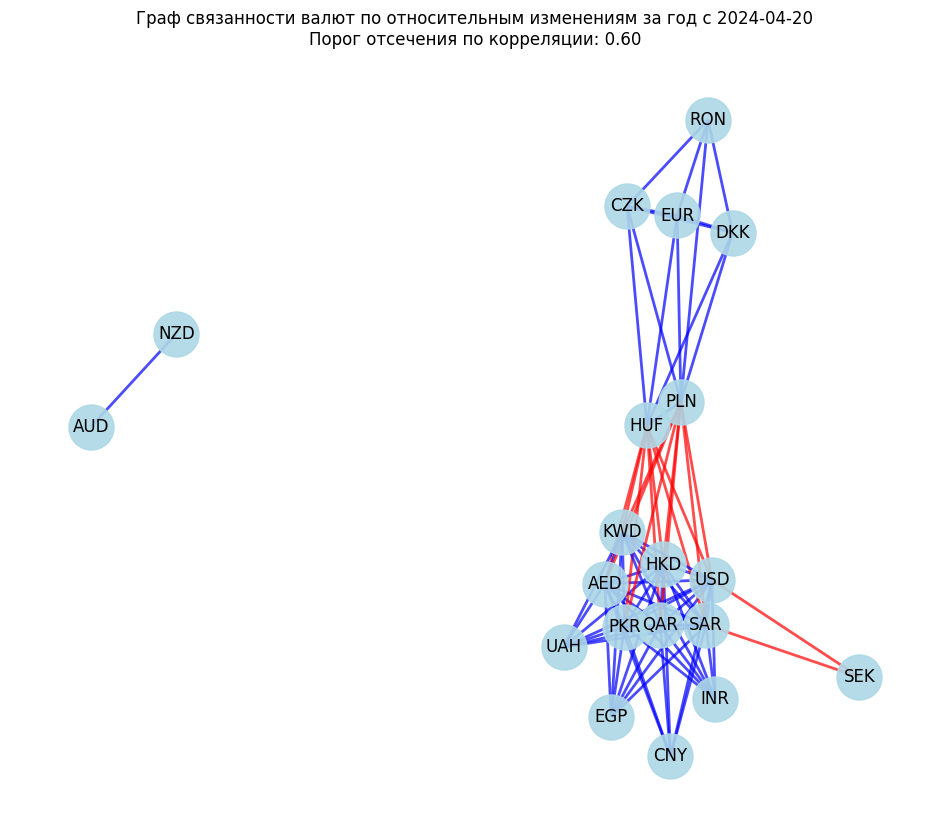 Граф связанности валют по относительным изменениям за год с 2024-04-20
Порог отсечения по корреляции: 0.60
RON
CZK
EUR
DKK
NZD
PLN
AUD
HUF
KWD
HKD
AED
USD
PKR
QAR
SAR
UAH
SEK
INR
EGP
CNY